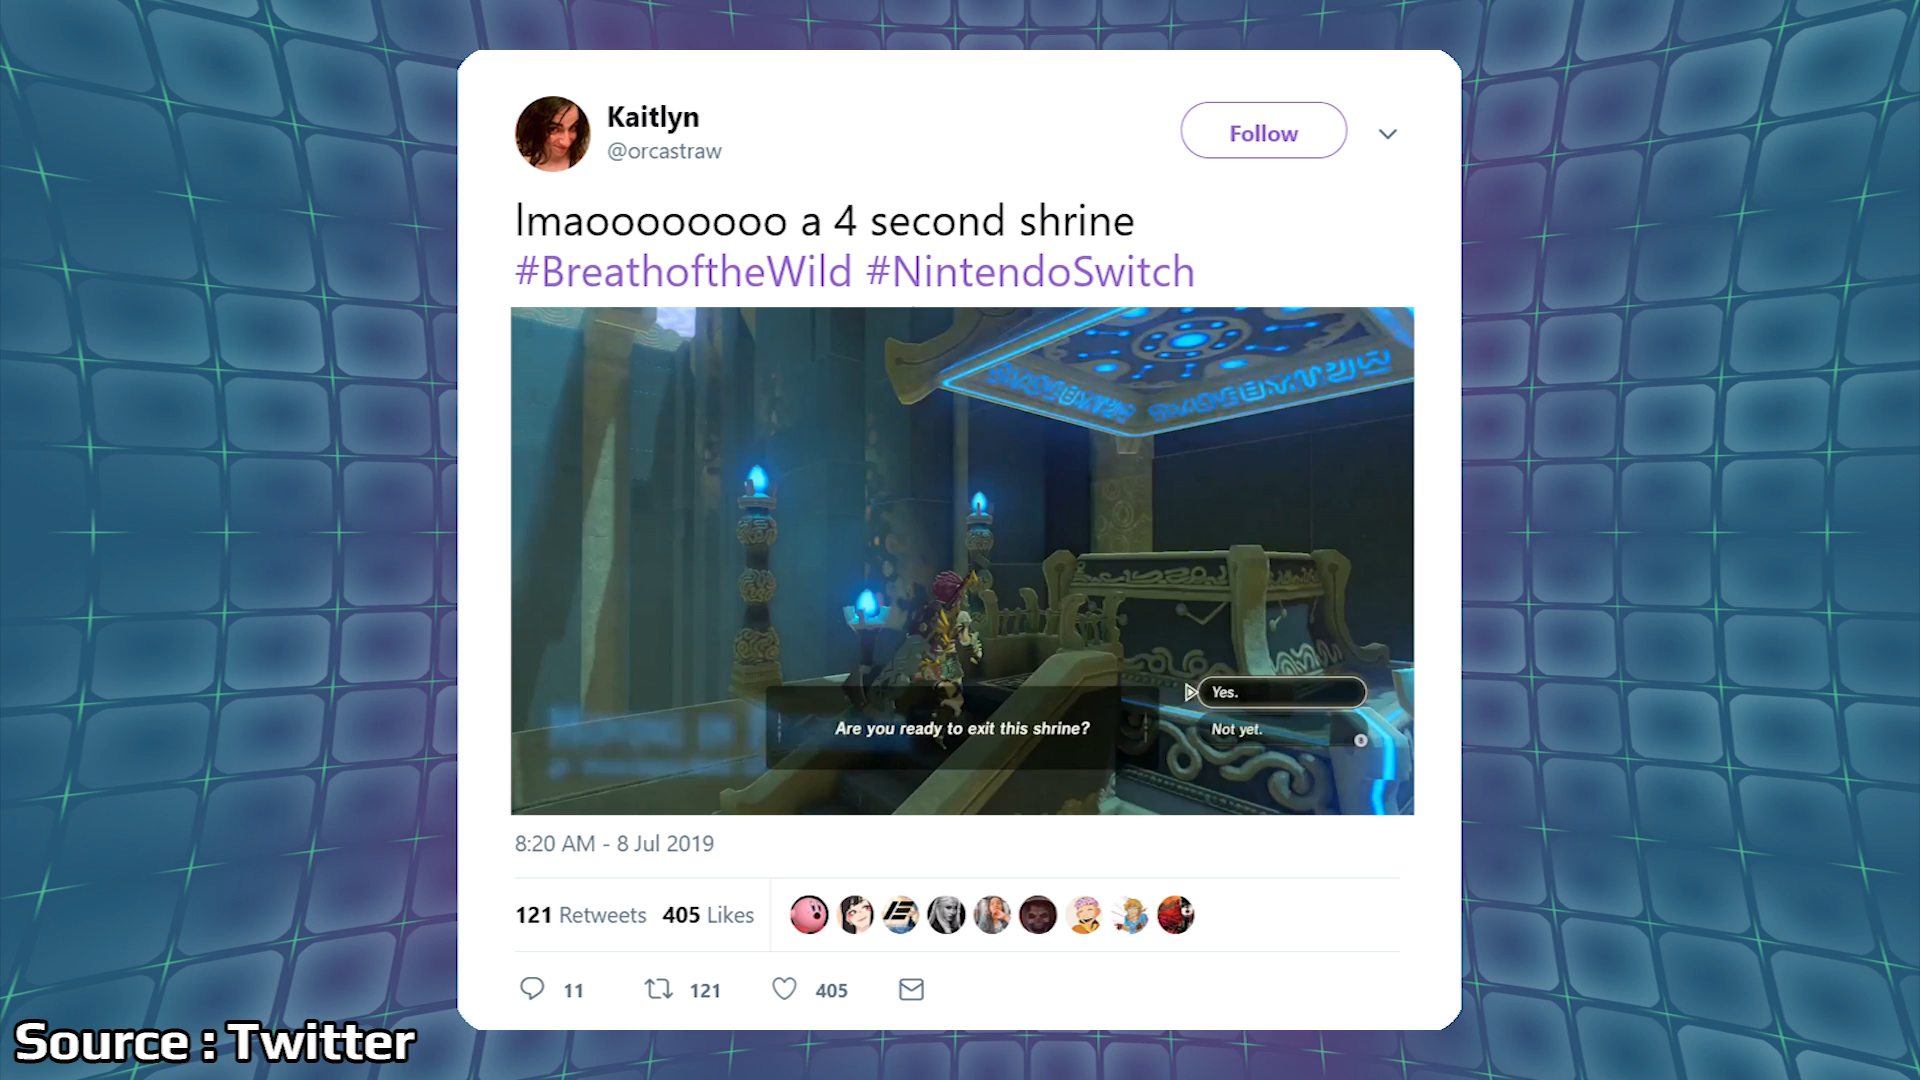 Kaitlyn
@orcastraw
Follow
lmaoooooooo a 4 second shrine
#BreathoftheWild #NintendoSwitch
Yes.
Are you ready to exit this shrine?
Not yet.
B
8:20 AM - 8 Jul 2019
121 Retweets 405 Likes
11 121 405
Source : Twitter